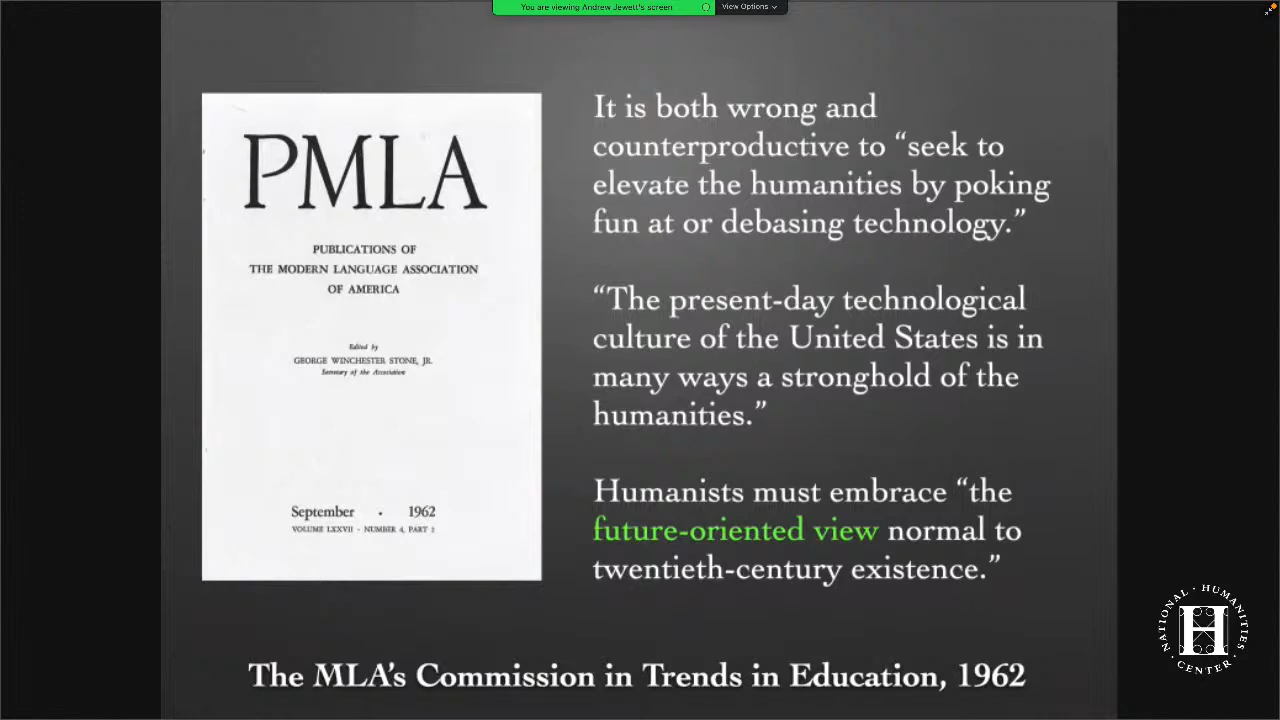 You are viewing Andrew Jewett's screen
View Options
PMLA
PUBLICATIONS OF
THE MODERN LANGUAGE ASSOCIATION
OF AMERICA
Edited by
GEORGE WINCHESTER STONE, JR.
Secretary of the Association
September · 1962
VOLUME LXXVII · NUMBER 4, PART 2
It is both wrong and
counterproductive to “seek to
elevate the humanities by poking
fun at or debasing technology.”
“The present-day technological
culture of the United States is in
many ways a stronghold of the
humanities.”
Humanists must embrace “the
future-oriented view normal to
twentieth-century existence.”
The MLA’s Commission in Trends in Education, 1962
NATIONAL · HUMANITIES · CENTER ·
H